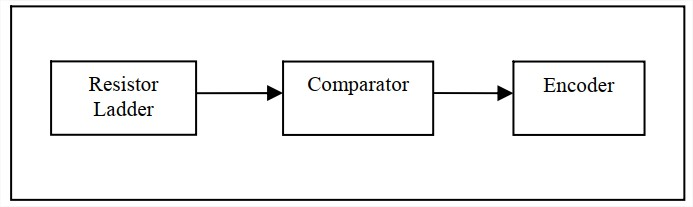 Resistor
Ladder
Comparator
Encoder